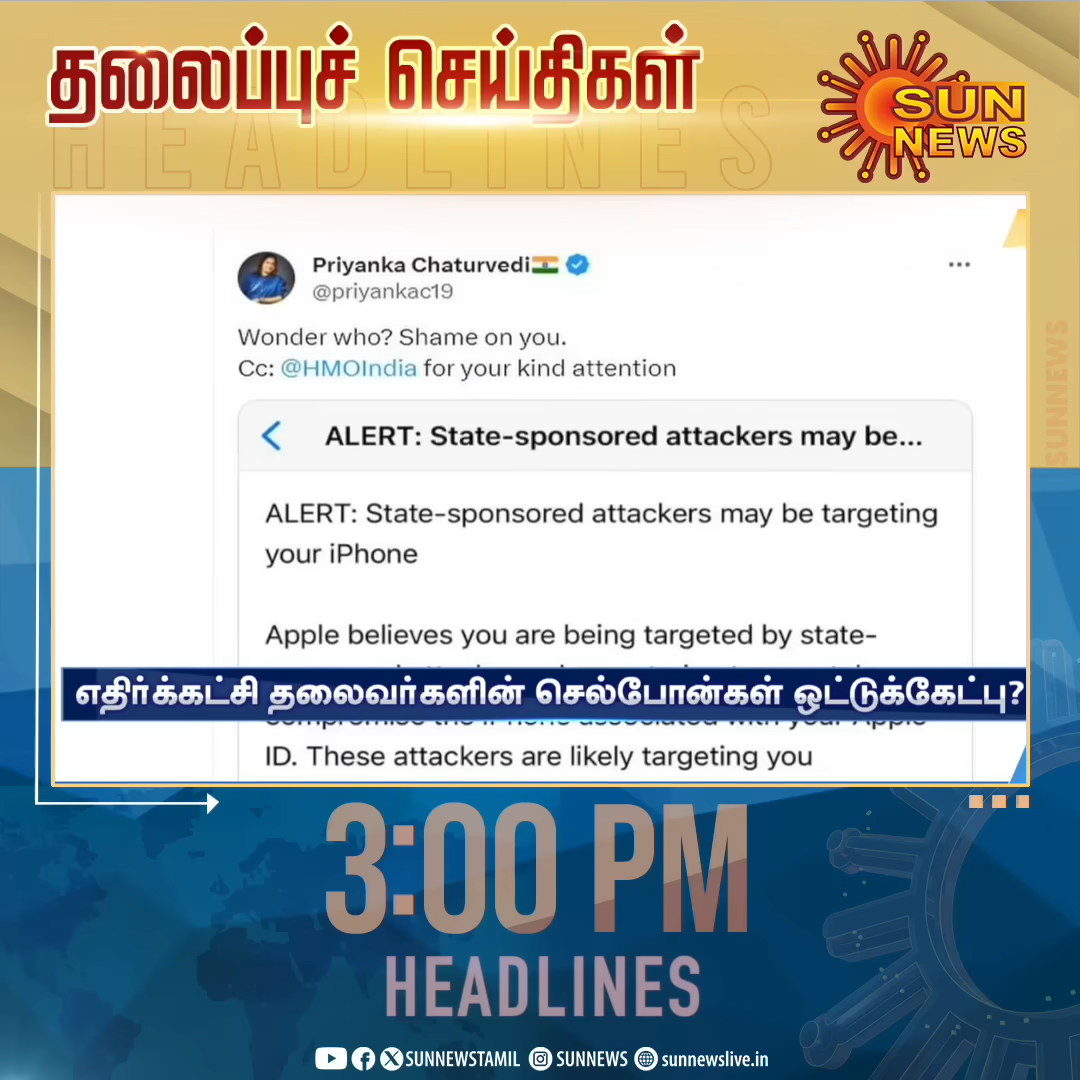 தலைப்புச் செய்திகள்
HEADLINES
SUN
NEWS
SUNNEWS
Priyanka Chaturvedi
@priyankac19
Wonder who? Shame on you.
Cc: @HMOIndia for your kind attention
ALERT: State-sponsored attackers may be...
ALERT: State-sponsored attackers may be targeting
your iPhone
Apple believes you are being targeted by state-
எதிர்க்கட்சி தலைவர்களின் செல்போன்கள் ஒட்டுக்கேட்பு?
ID. These attackers are likely targeting you
3:00 PM
HEADLINES
SUNNEWSTAMIL SUNNEWS sunnewslive.in